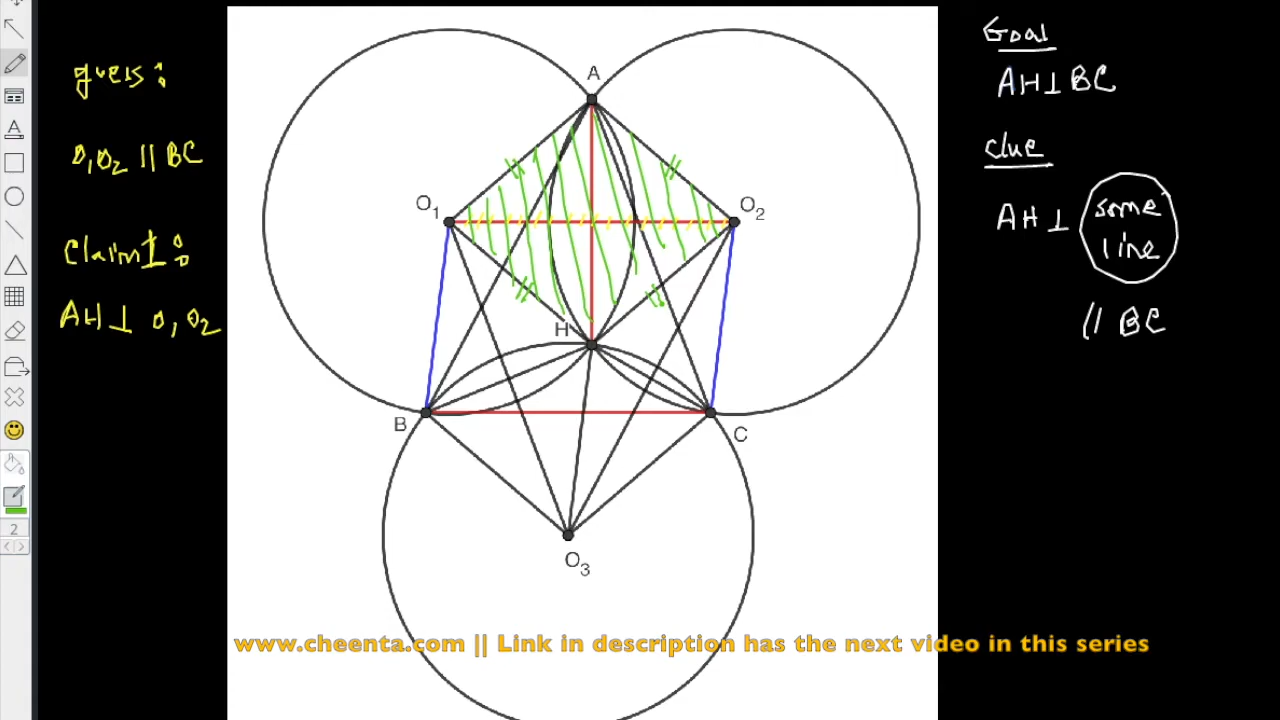 guess :
O₁O₂ || BC
Claim 1 :
AH ⊥ O₁O₂
A
O₁
O₂
H
B
C
O₃
Goal
AH ⊥ BC
Clue
AH ⊥ some
line
|| BC
2
www.cheenta.com || Link in description has the next video in this series